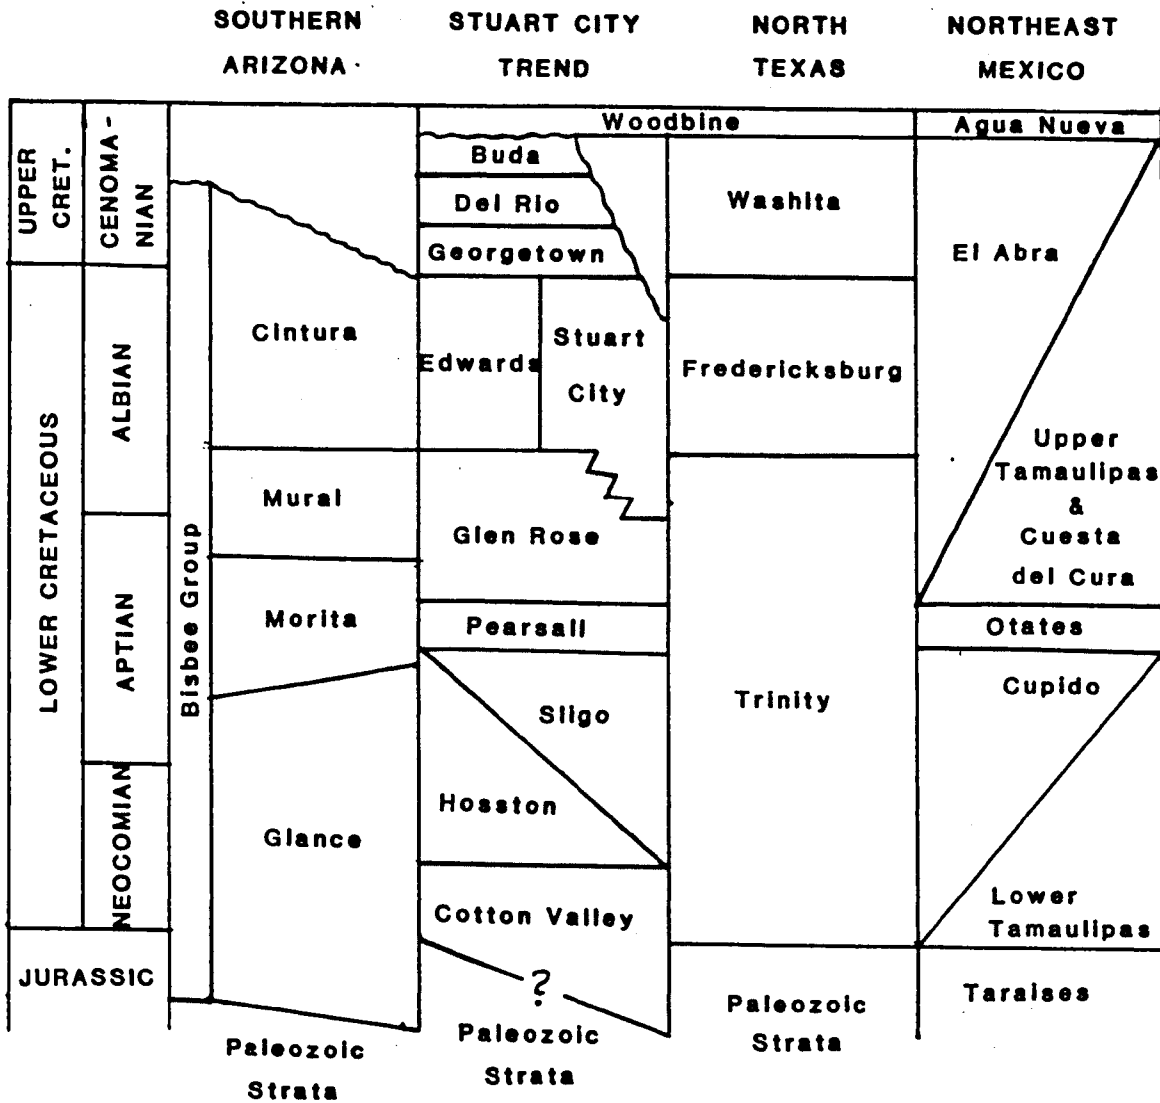 SOUTHERN
ARIZONA
STUART CITY
TREND
NORTH
TEXAS
NORTHEAST
MEXICO
UPPER
CRET.
CENOMA-
NIAN
LOWER CRETACEOUS
ALBIAN
APTIAN
NEOCOMIAN
JURASSIC
Bisbee Group
Cintura
Mural
Morita
Glance
Paleozoic
Strata
Woodbine
Buda
Del Rio
Georgetown
Edwards
Stuart
City
Glen Rose
Pearsall
Sligo
Hosston
Cotton Valley
?
Paleozoic
Strata
Washita
Fredericksburg
Trinity
Paleozoic
Strata
Agua Nueva
El Abra
Upper
Tamaulipas
&
Cuesta
del Cura
Otates
Cupido
Lower
Tamaulipas
Taraises